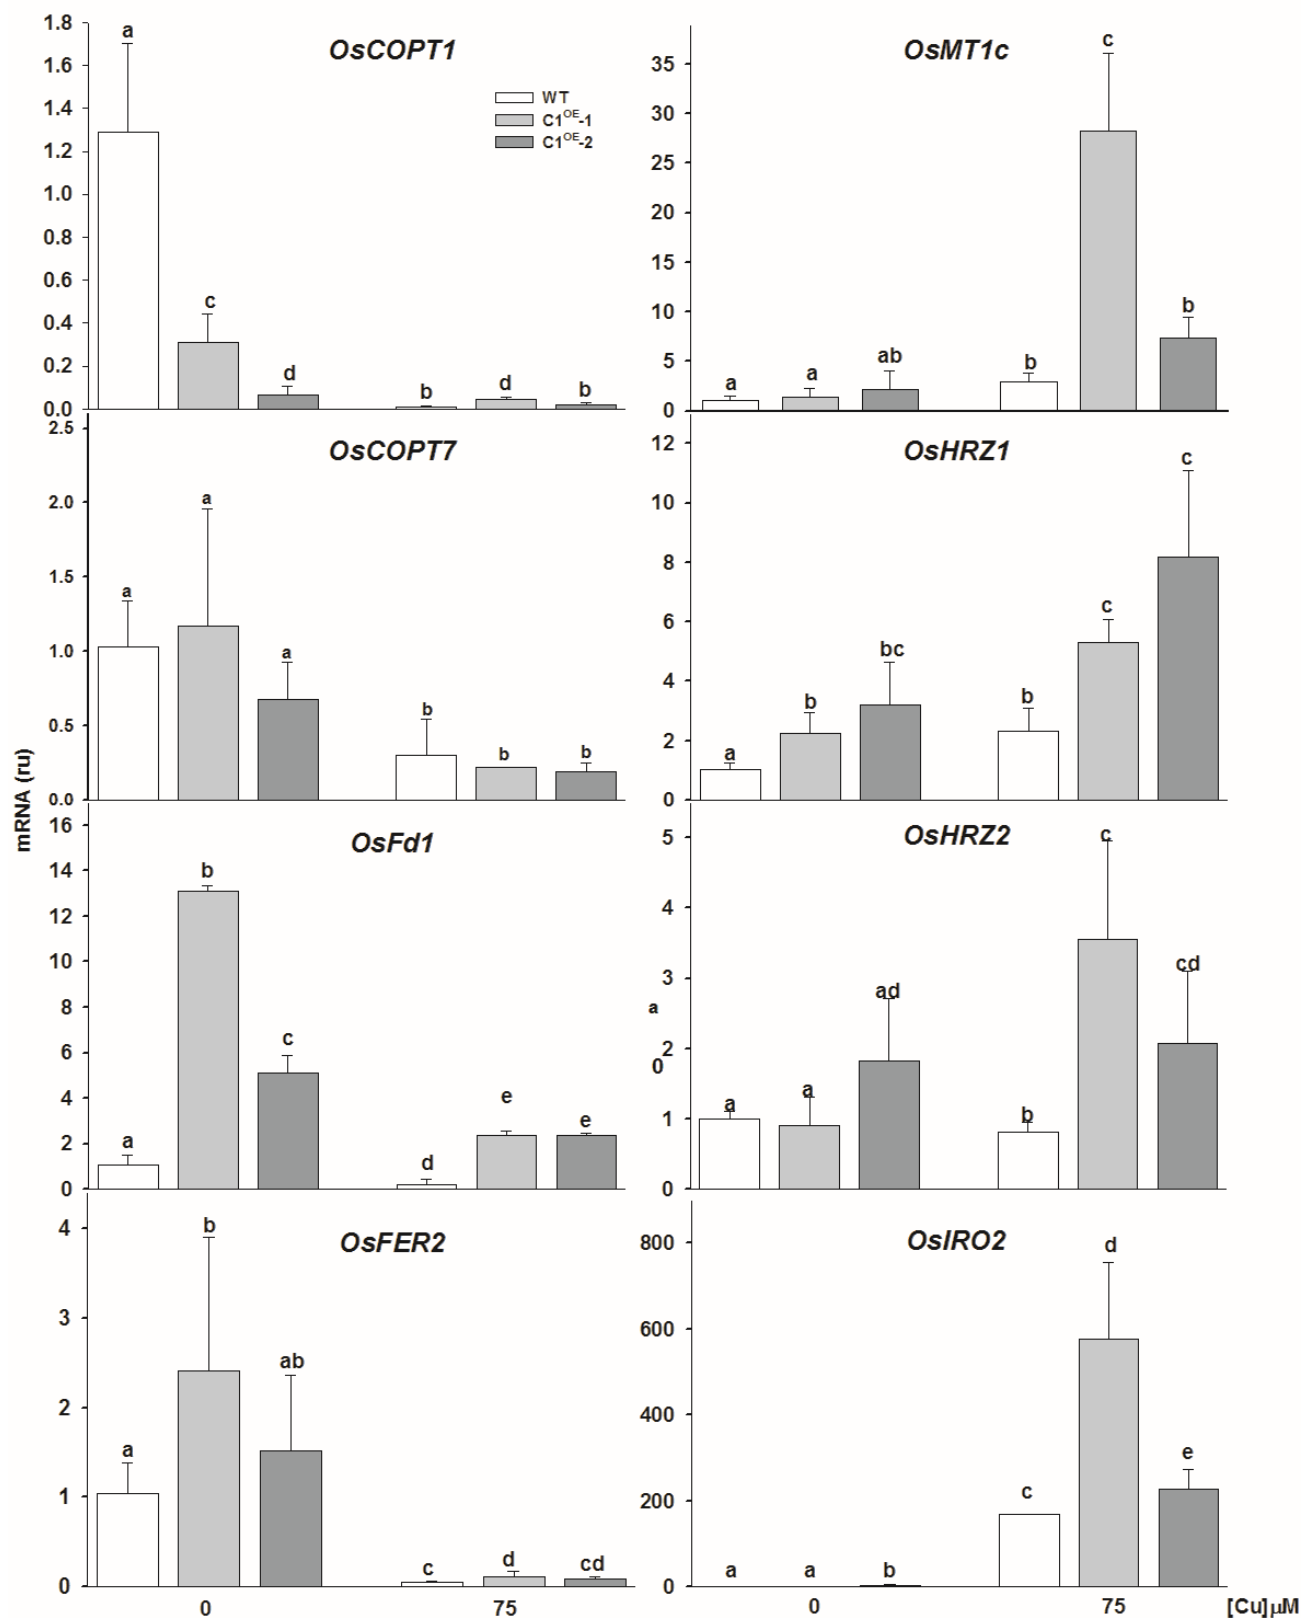 OsCOPT1
1.8
1.6
1.4
1.2
1.0
0.8
0.6
0.4
0.2
0.0
a
c
d
b
d
b
WT
C1OE-1
C1OE-2
OsMT1c
35
30
25
20
15
10
5
0
a
a
ab
b
c
b
OsCOPT7
2.5
2.0
1.5
1.0
0.5
0.0
a
a
a
b
b
b
OsHRZ1
12
10
8
6
4
2
0
a
b
bc
b
c
c
mRNA (ru)
OsFd1
16
14
12
10
8
6
4
2
0
a
b
c
d
e
e
OsHRZ2
5
4
3
2
1
0
a
0
a
a
ad
b
c
cd
OsFER2
4
3
2
1
0
a
b
ab
c
d
cd
0
75
OsIRO2
800
600
400
200
0
a
a
b
c
d
e
0
75
[Cu]µM